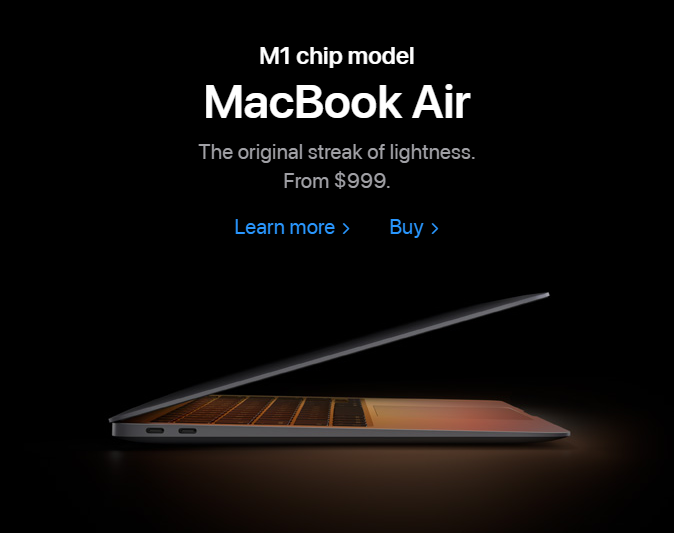 M1 chip model
MacBook Air
The original streak of lightness.
From $999.
Learn more > Buy >